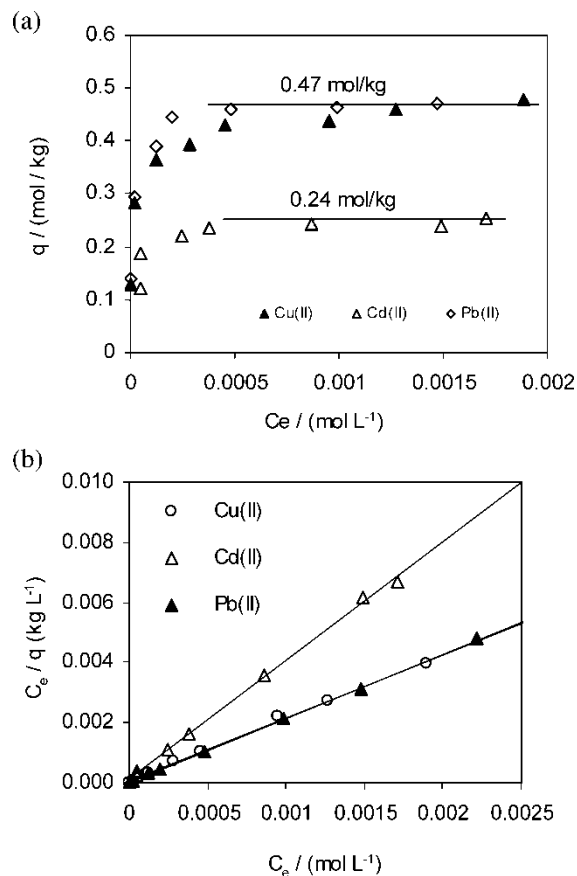 (a)
0.6
0.5
0.4
0.3
0.2
0.1
0
q / (mol / kg)
0.47 mol/kg
0.24 mol/kg
Cu(II) Cd(II) Pb(II)
0 0.0005 0.001 0.0015 0.002
Ce / (mol L⁻¹)
(b)
0.010
0.008
0.006
0.004
0.002
0.000
Cₑ / q (kg L⁻¹)
Cu(II)
Cd(II)
Pb(II)
0 0.0005 0.001 0.0015 0.002 0.0025
Cₑ / (mol L⁻¹)